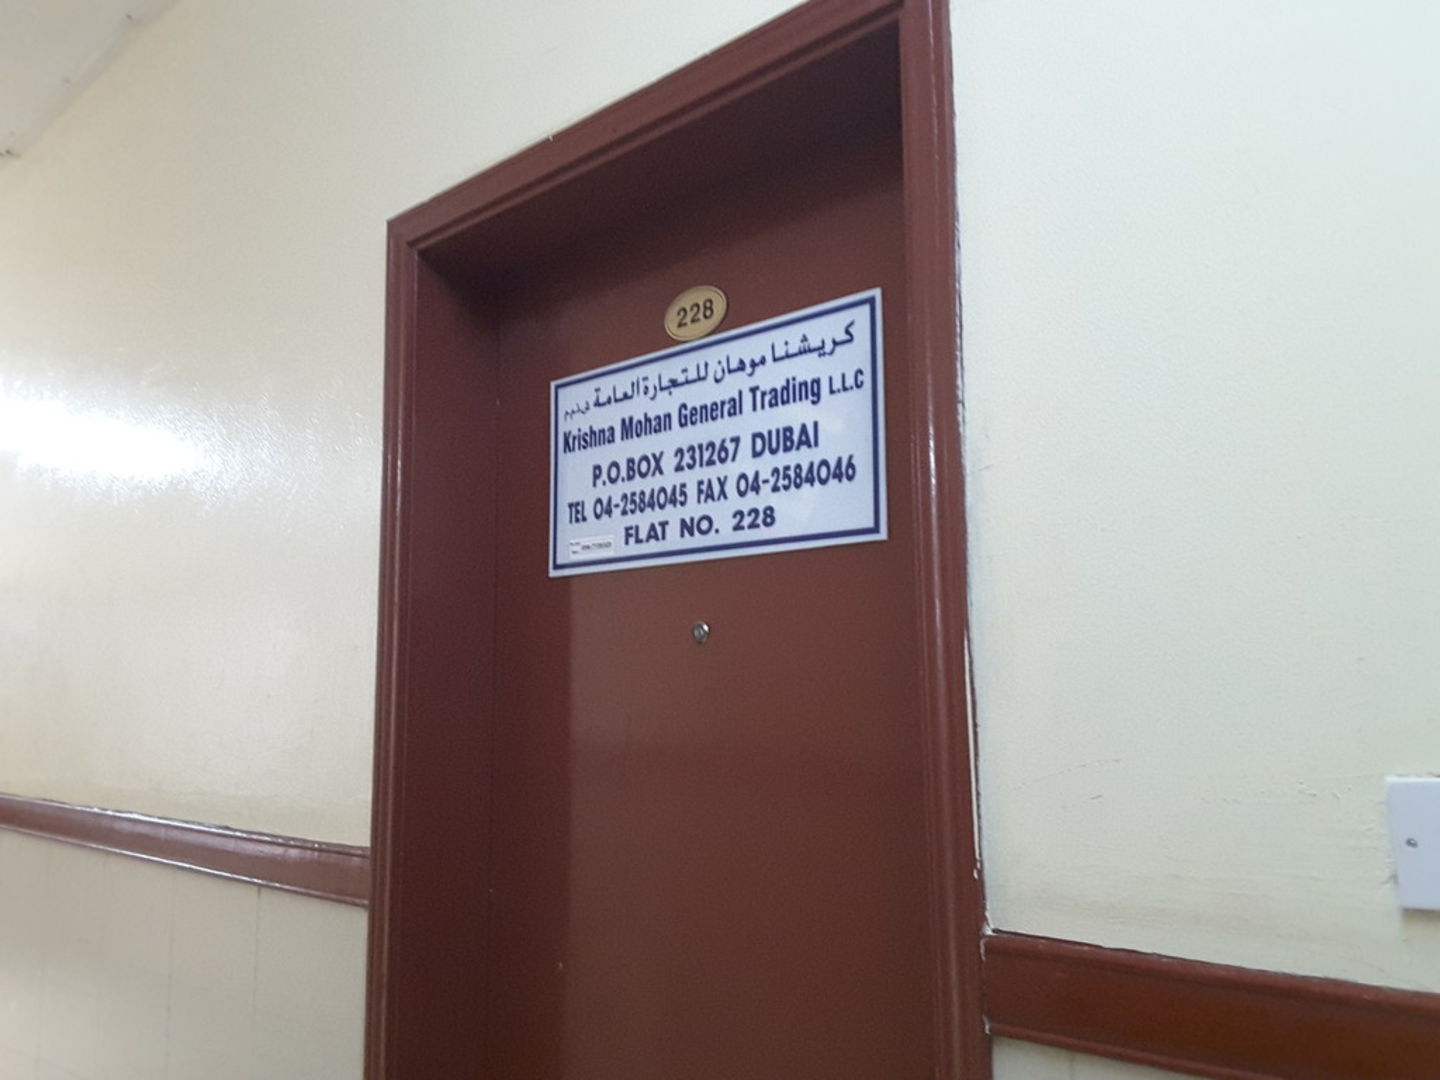 228
كريشنا موهان للتجارة العامة ذ.م.م
Krishna Mohan General Trading L.L.C
P.O.BOX 231267 DUBAI
TEL 04-2584045 FAX 04-2584046
FLAT NO. 228